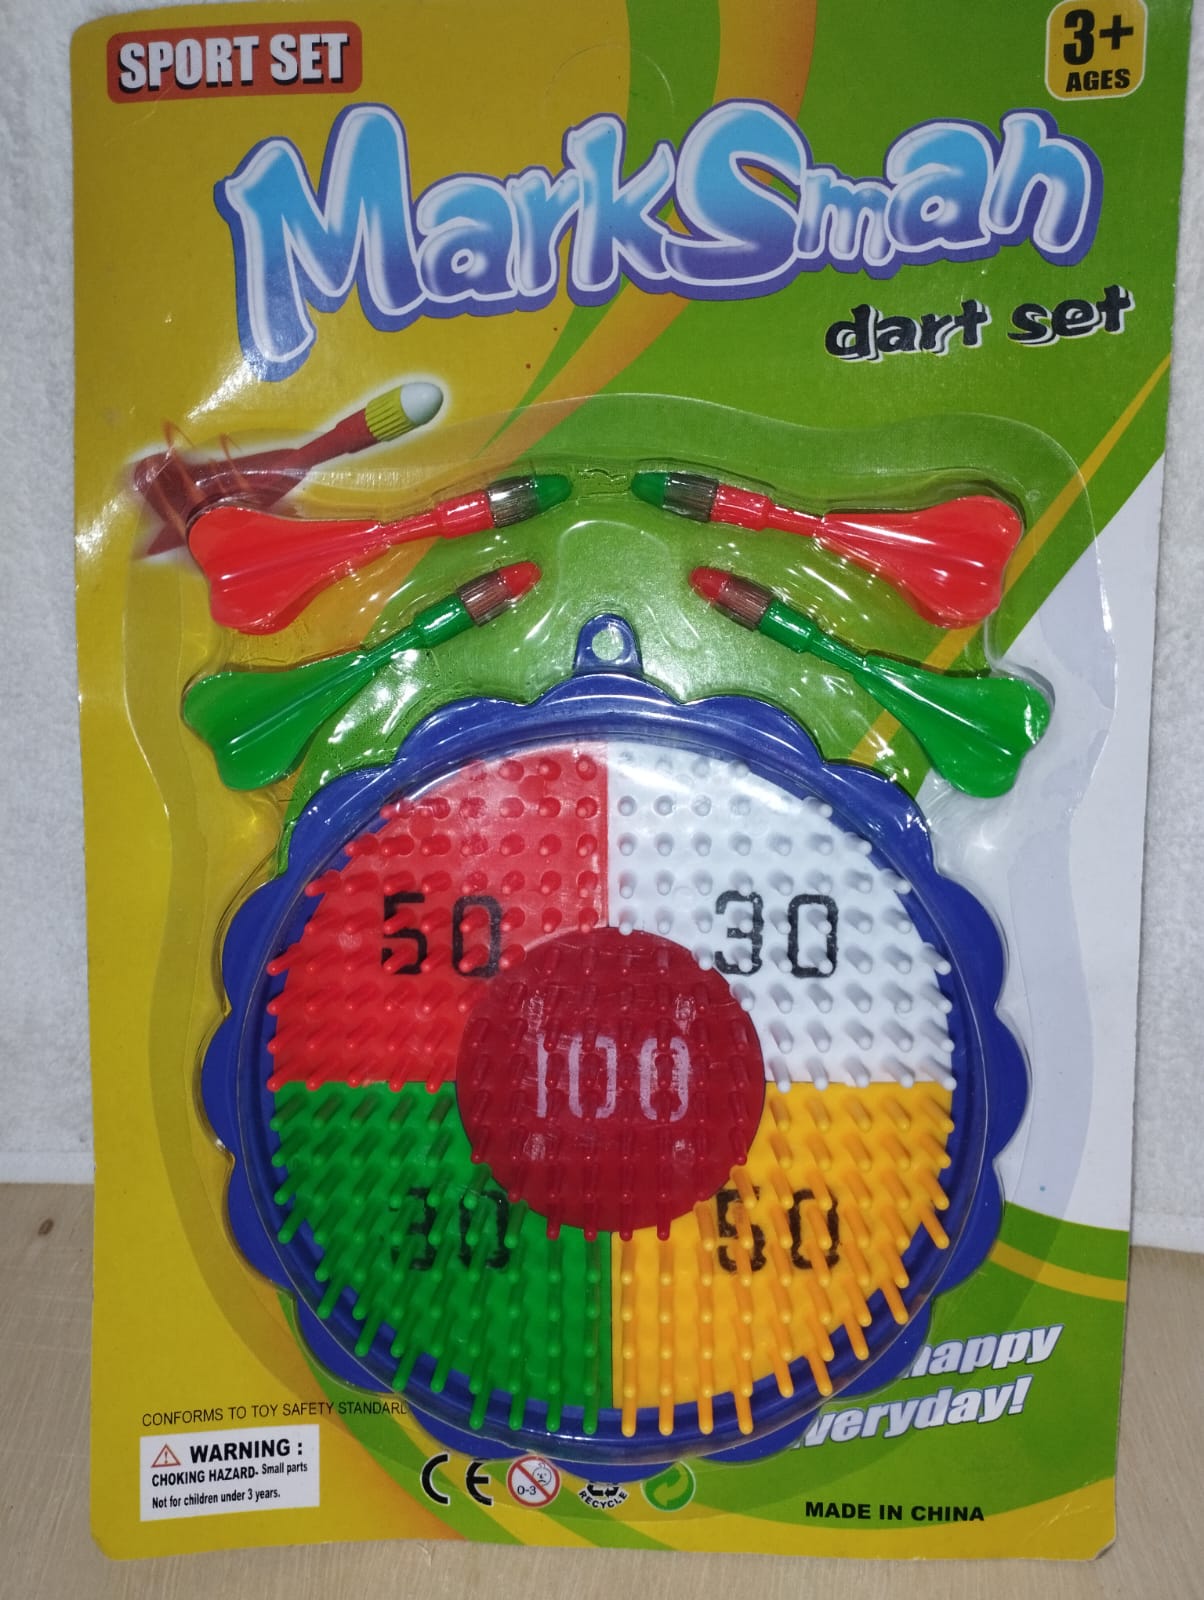 SPORT SET
3+
AGES
MarkSman
dart set
50
30
100
30
50
happy
everyday!
CONFORMS TO TOY SAFETY STANDARD
WARNING :
CHOKING HAZARD- Small parts
Not for children under 3 years.
CE
0-3
RECYCLE
MADE IN CHINA